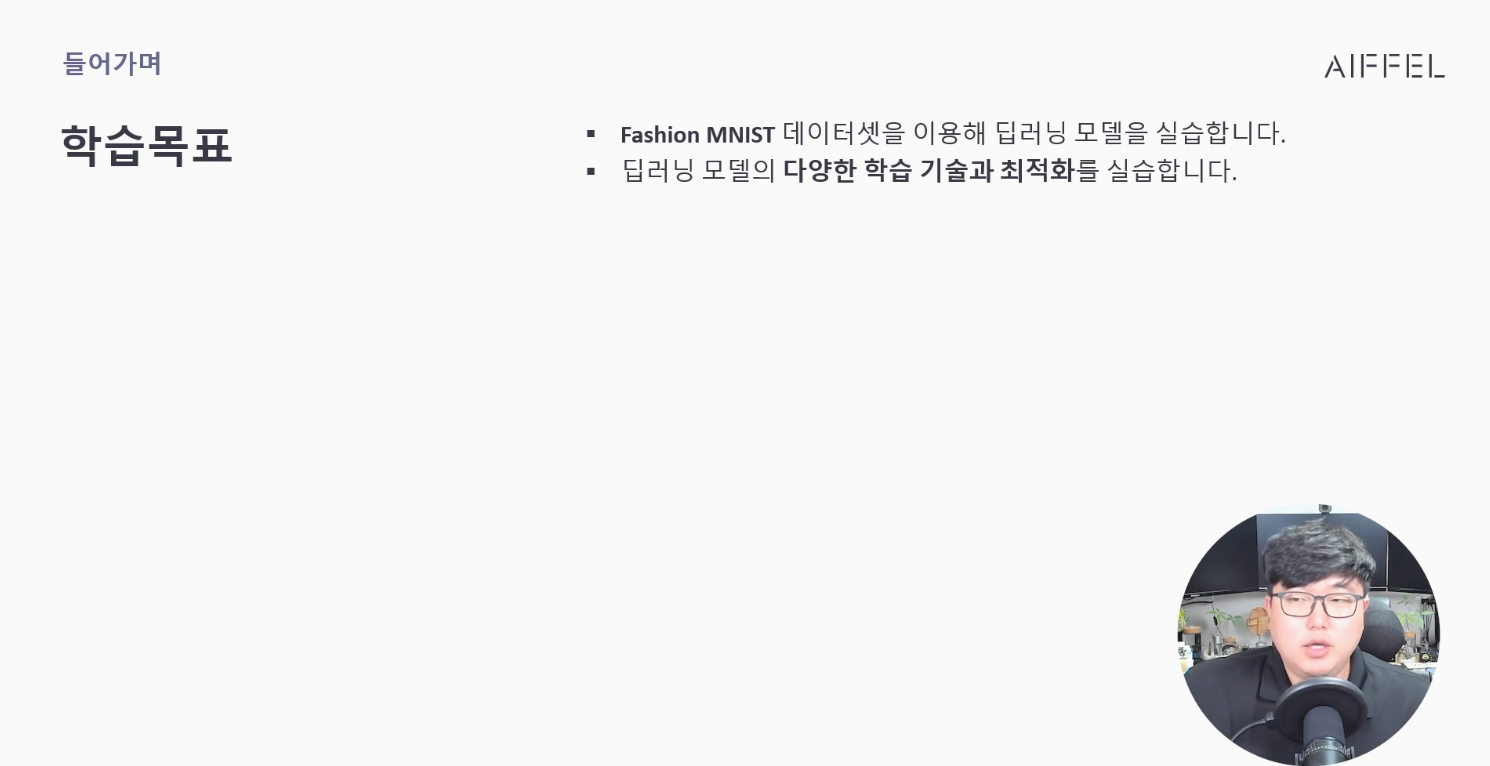 들어가며
AIFFEL
학습목표
▪ Fashion MNIST 데이터셋을 이용해 딥러닝 모델을 실습합니다.
▪ 딥러닝 모델의 다양한 학습 기술과 최적화를 실습합니다.